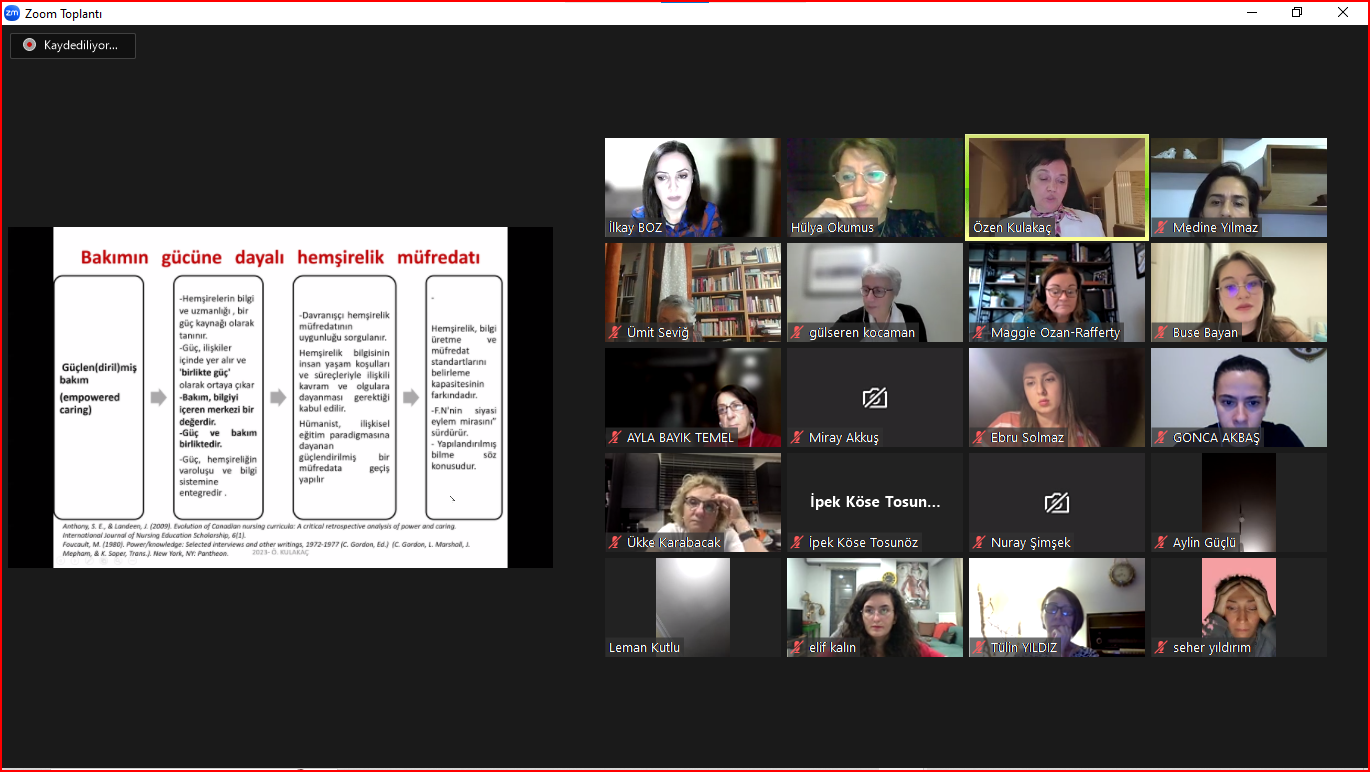 zm Zoom Toplantı
Kaydediliyor...
Bakımın gücüne dayalı hemşirelik müfredatı
Güçlen(diril)miş
bakım
(empowered
caring)
-Hemşirelerin bilgi
ve uzmanlığı , bir
güç kaynağı olarak
tanınır.
-Güç, ilişkiler
içinde yer alır ve
'birlikte güç'
olarak ortaya çıkar
-Bakım, bilgiyi
içeren merkezi bir
değerdir.
-Güç ve bakım
birliktedir.
-Güç, hemşireliğin
varoluşu ve bilgi
sistemine
entegredir .
-Davranışçı hemşirelik
müfredatının
uygunluğu sorgulanır.
Hemşirelik bilgisinin
insan yaşam koşulları
ve süreçleriyle ilişkili
kavram ve olgulara
dayanması gerektiği
kabul edilir.
Hümanist, ilişkisel
eğitim paradigmasına
dayanan
güçlendirilmiş bir
müfredata geçiş
yapılır
-
Hemşirelik, bilgi
üretme ve
müfredat
standartlarını
belirleme
kapasitesinin
farkındadır.
-F.N'nin siyasi
eylem mirasını"
sürdürür.
- Yapılandırılmış
bilme söz
konusudur.
Anthony, S. E., & Landeen, J. (2009). Evolution of Canadian nursing curricula: A critical retrospective analysis of power and caring.
International Journal of Nursing Education Scholarship, 6(1).
Foucault, M. (1980). Power/knowledge: Selected interviews and other writings, 1972-1977 (C. Gordon, Ed.) (C. Gordon, L. Marshall, J.
Mepham, & K. Soper, Trans.). New York, NY: Pantheon.
2023- Ö. KULAKAÇ
İlkay BOZ
Hülya Okumus
Özen Kulakaç
Medine Yılmaz
Ümit Seviğ
gülseren kocaman
Maggie Ozan-Rafferty
Buse Bayan
AYLA BAYIK TEMEL
Miray Akkuş
Ebru Solmaz
GONCA AKBAŞ
Ükke Karabacak
İpek Köse Tosun...
İpek Köse Tosunöz
Nuray Şimşek
Aylin Güçlü
Leman Kutlu
elif kalın
Tülin YILDIZ
seher yıldırım